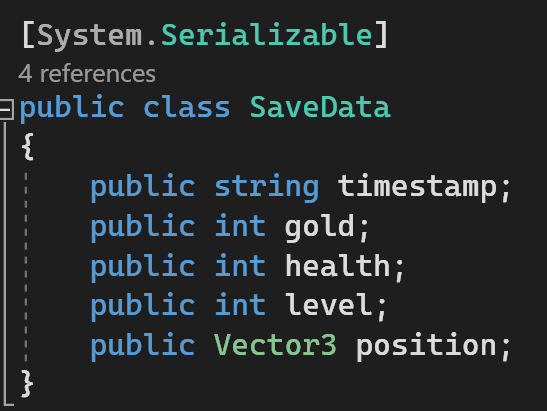 [System.Serializable]
4 references
public class SaveData
{
public string timestamp;
public int gold;
public int health;
public int level;
public Vector3 position;
}